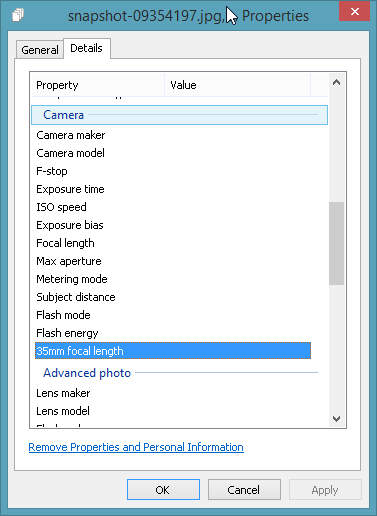 snapshot-09354197.jpg, Properties
General Details
Property Value
Camera
Camera maker
Camera model
F-stop
Exposure time
ISO speed
Exposure bias
Focal length
Max aperture
Metering mode
Subject distance
Flash mode
Flash energy
35mm focal length
Advanced photo
Lens maker
Lens model
Remove Properties and Personal Information
OK Cancel Apply